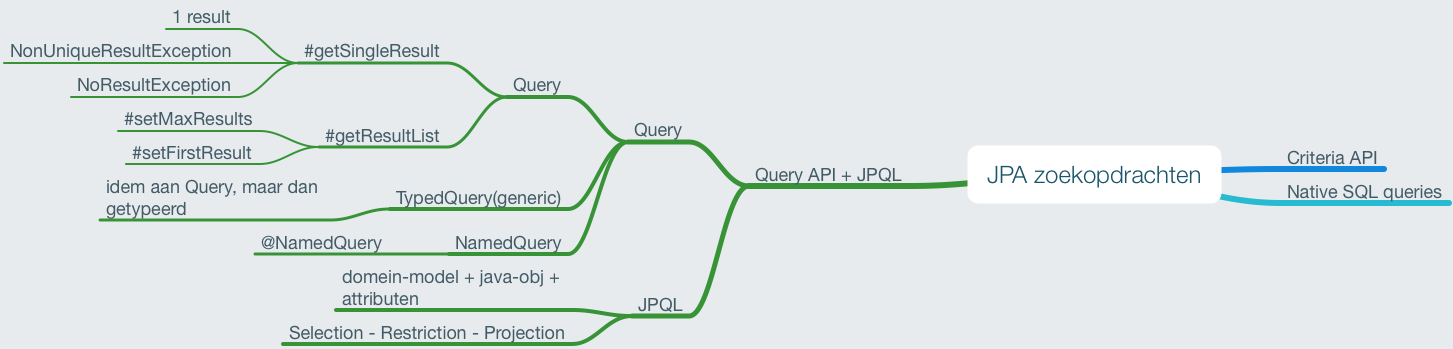 1 result
NonUniqueResultException
#getSingleResult
NoResultException
Query
#setMaxResults
#getResultList
#setFirstResult
Query
idem aan Query, maar dan
getypeerd
TypedQuery(generic)
@NamedQuery
NamedQuery
domein-model + java-obj +
attributen
JPQL
Selection - Restriction - Projection
Query API + JPQL
JPA zoekopdrachten
Criteria API
Native SQL queries